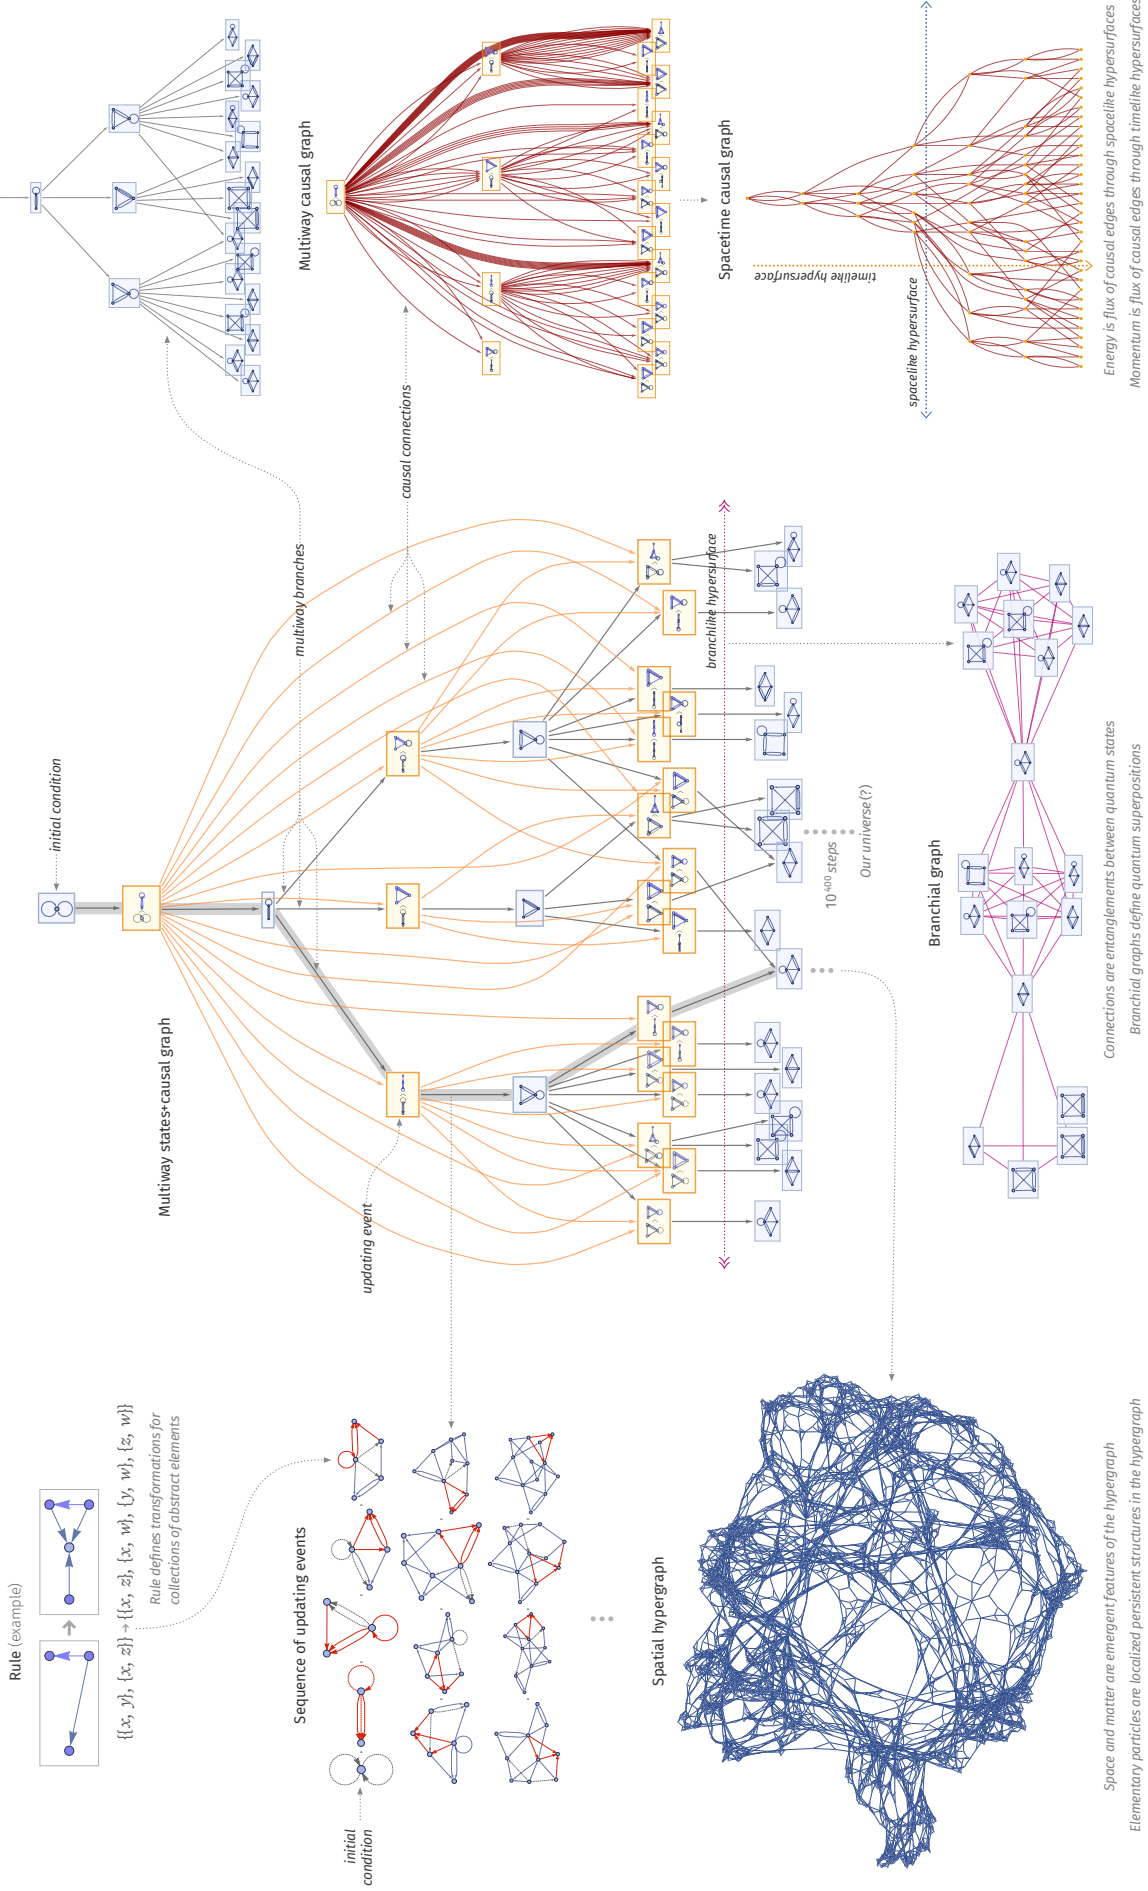 Rule (example)
{{x, y}, {x, z}} → {{x, z}, {x, w}, {y, w}, {z, w}}
Rule defines transformations for
collections of abstract elements
Sequence of updating events
initial
condition
Spatial hypergraph
Space and matter are emergent features of the hypergraph
Elementary particles are localized persistent structures in the hypergraph
Multiway states+causal graph
initial condition
updating event
multiway branches
causal connections
branchlike hypersurface
10^400 steps
Our universe (?)
Branchial graph
Connections are entanglements between quantum states
Branchial graphs define quantum superpositions
Multiway causal graph
Spacetime causal graph
timelike hypersurface
spacelike hypersurface
Energy is flux of causal edges through spacelike hypersurfaces
Momentum is flux of causal edges through timelike hypersurfaces